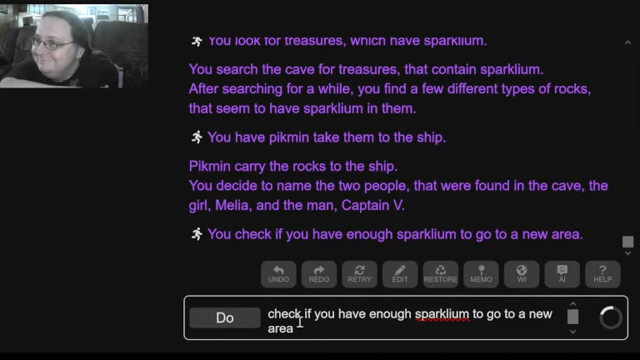 You look for treasures, which have sparklium.
You search the cave for treasures, that contain sparklium.
After searching for a while, you find a few different types of rocks,
that seem to have sparklium in them.
You have pikmin take them to the ship.
Pikmin carry the rocks to the ship.
You decide to name the two people, that were found in the cave, the
girl, Melia, and the man, Captain V.
You check if you have enough sparklium to go to a new area.
UNDO REDO RETRY EDIT RESTORE MEMO WI AI HELP
Do
check if you have enough sparklium to go to a new
area